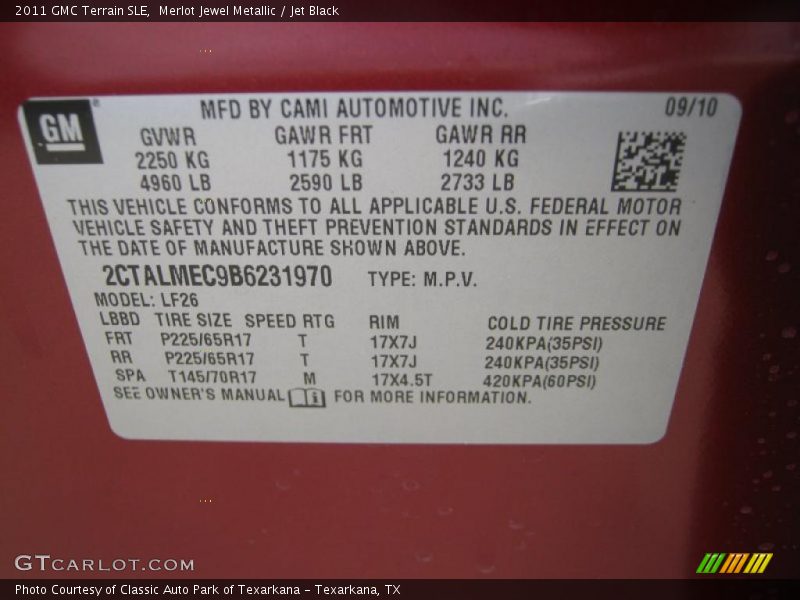 2011 GMC Terrain SLE, Merlot Jewel Metallic / Jet Black
GM
MFD BY CAMI AUTOMOTIVE INC. 09/10
GVWR GAWR FRT GAWR RR
2250 KG 1175 KG 1240 KG
4960 LB 2590 LB 2733 LB
THIS VEHICLE CONFORMS TO ALL APPLICABLE U.S. FEDERAL MOTOR
VEHICLE SAFETY AND THEFT PREVENTION STANDARDS IN EFFECT ON
THE DATE OF MANUFACTURE SHOWN ABOVE.
2CTALMEC9B6231970 TYPE: M.P.V.
MODEL: LF26
LBBD TIRE SIZE SPEED RTG RIM COLD TIRE PRESSURE
FRT P225/65R17 T 17X7J 240KPA(35PSI)
RR P225/65R17 T 17X7J 240KPA(35PSI)
SPA T145/70R17 M 17X4.5T 420KPA(60PSI)
SEE OWNER'S MANUAL i FOR MORE INFORMATION.
GTCARLOT.COM
Photo Courtesy of Classic Auto Park of Texarkana - Texarkana, TX